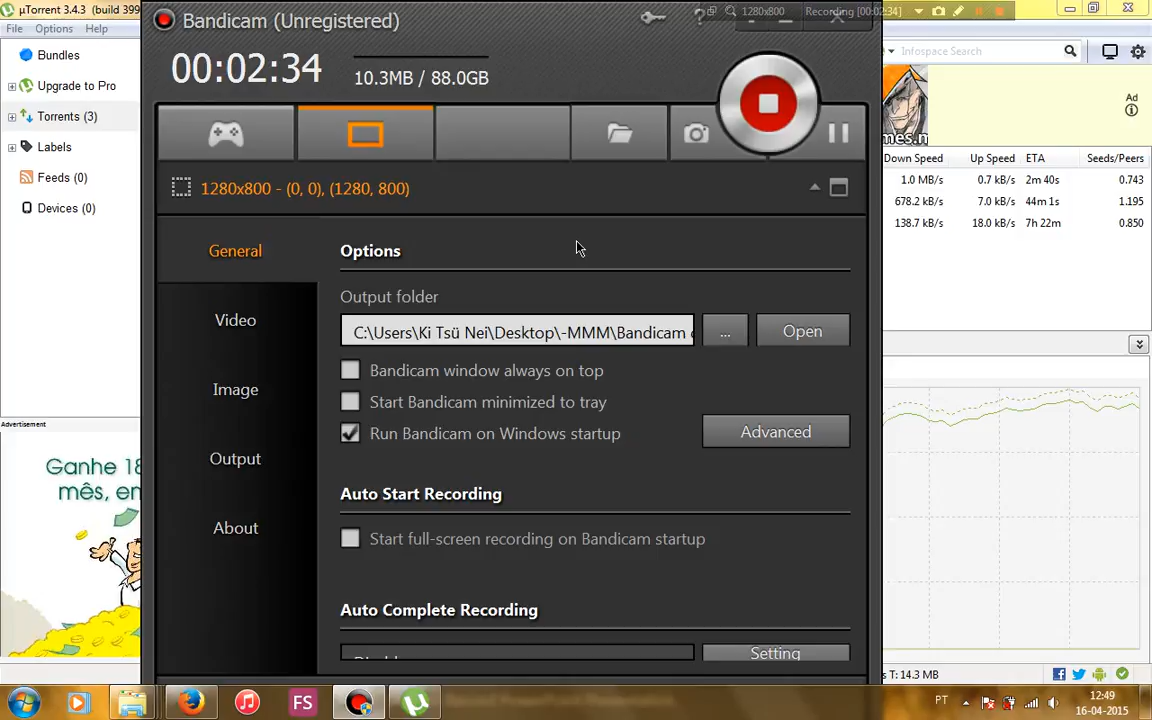 µTorrent 3.4.3 (build 399
File Options Help
Bundles
Upgrade to Pro
Torrents (3)
Labels
Feeds (0)
Devices (0)
Advertisement
Ganhe 18
mês, en
Bandicam (Unregistered)
1280x800
Recording [00:02:34]
00:02:34
10.3MB / 88.0GB
1280x800 - (0, 0), (1280, 800)
General
Video
Image
Output
About
Options
Output folder
C:\Users\Ki Tsü Nei\Desktop\-MMM\Bandicam
...
Open
Bandicam window always on top
Start Bandicam minimized to tray
Run Bandicam on Windows startup
Advanced
Auto Start Recording
Start full-screen recording on Bandicam startup
Auto Complete Recording
Setting
Infospace Search
Ad
mes.m
Down Speed Up Speed ETA Seeds/Peers
1.0 MB/s 0.7 kB/s 2m 40s 0.743
678.2 kB/s 7.0 kB/s 44m 1s 1.195
138.7 kB/s 18.0 kB/s 7h 22m 0.850
s T: 14.3 MB
FS
PT
12:49
16-04-2015